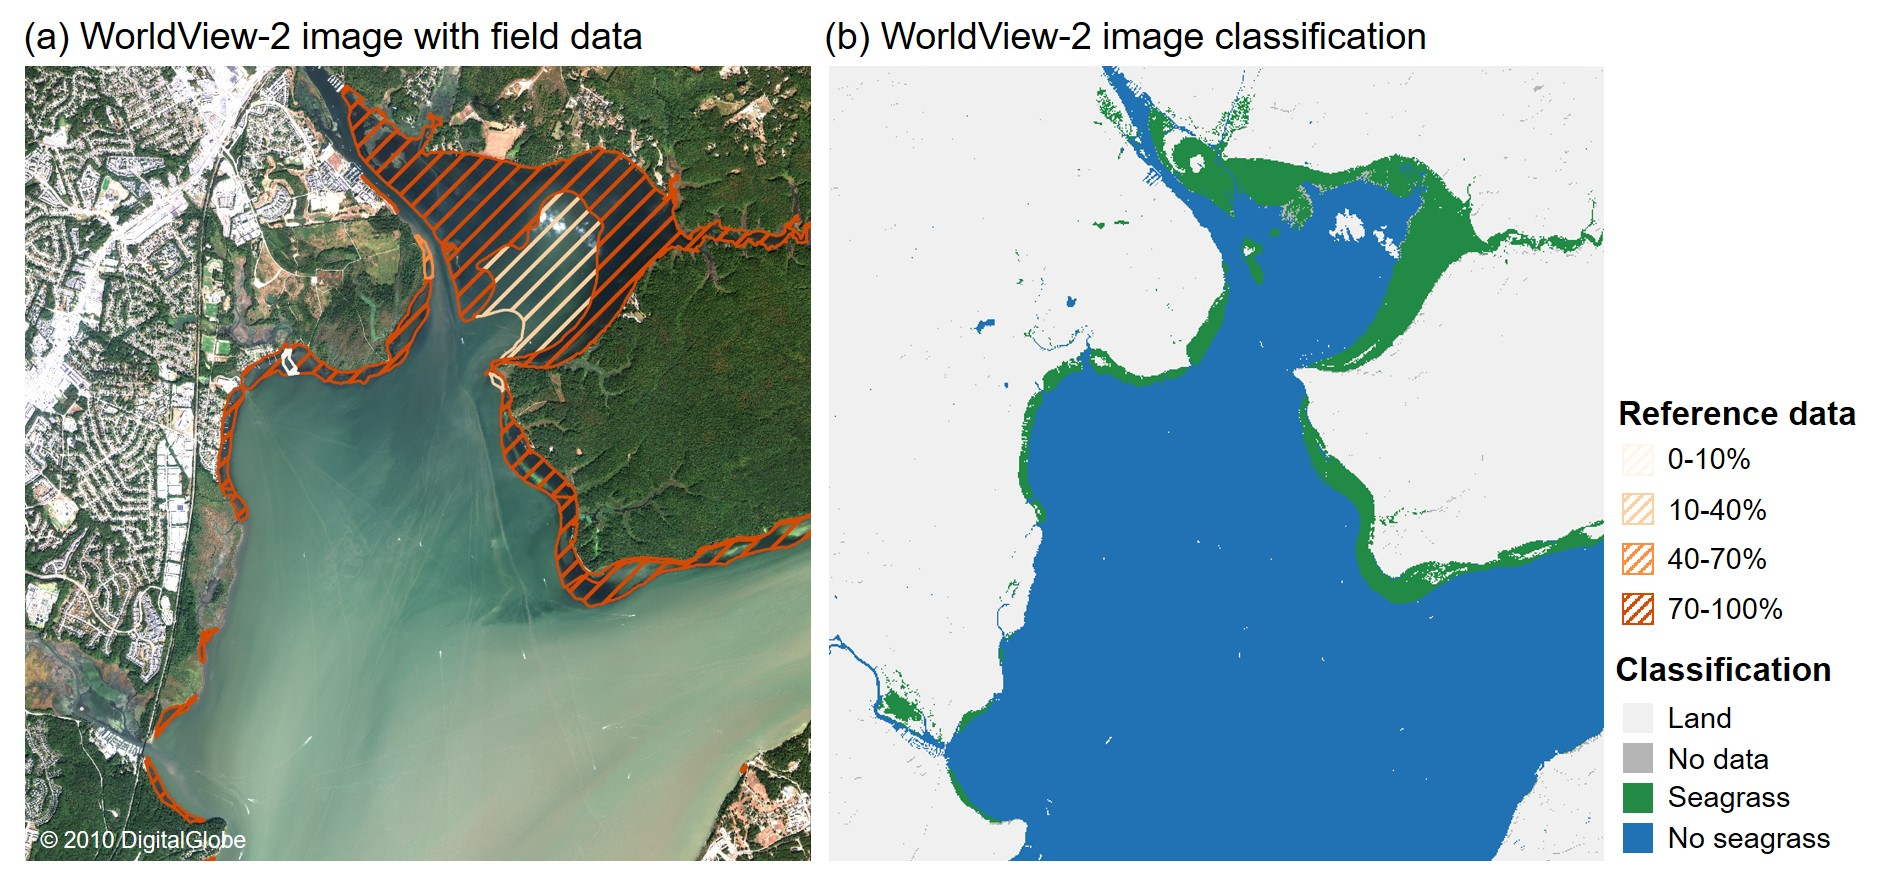 (a) WorldView-2 image with field data
(b) WorldView-2 image classification
Reference data
0-10%
10-40%
40-70%
70-100%
Classification
Land
No data
Seagrass
No seagrass
© 2010 DigitalGlobe